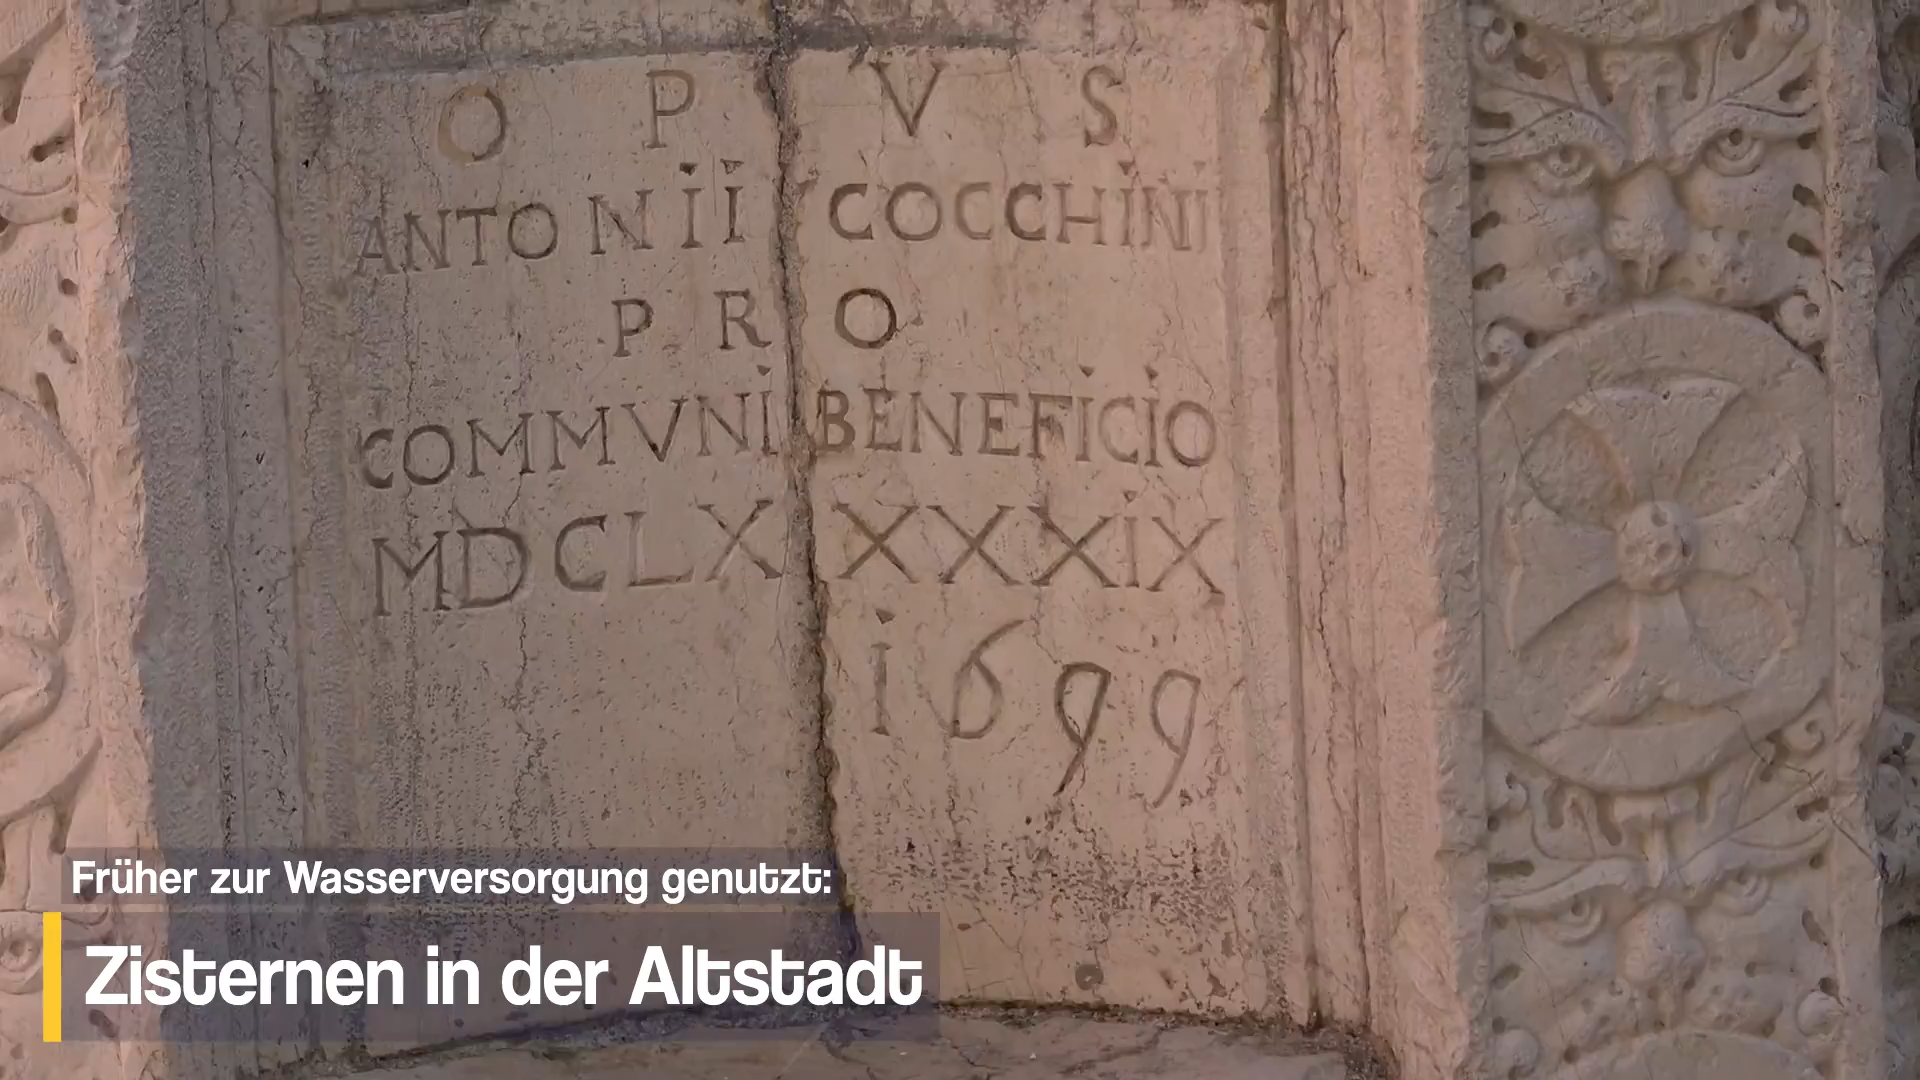 OPVS
ANTONII COCCHINI
PRO
COMMVNI BENEFICIO
MDCLXXXXIX
1699
Früher zur Wasserversorgung genutzt:
Zisternen in der Altstadt